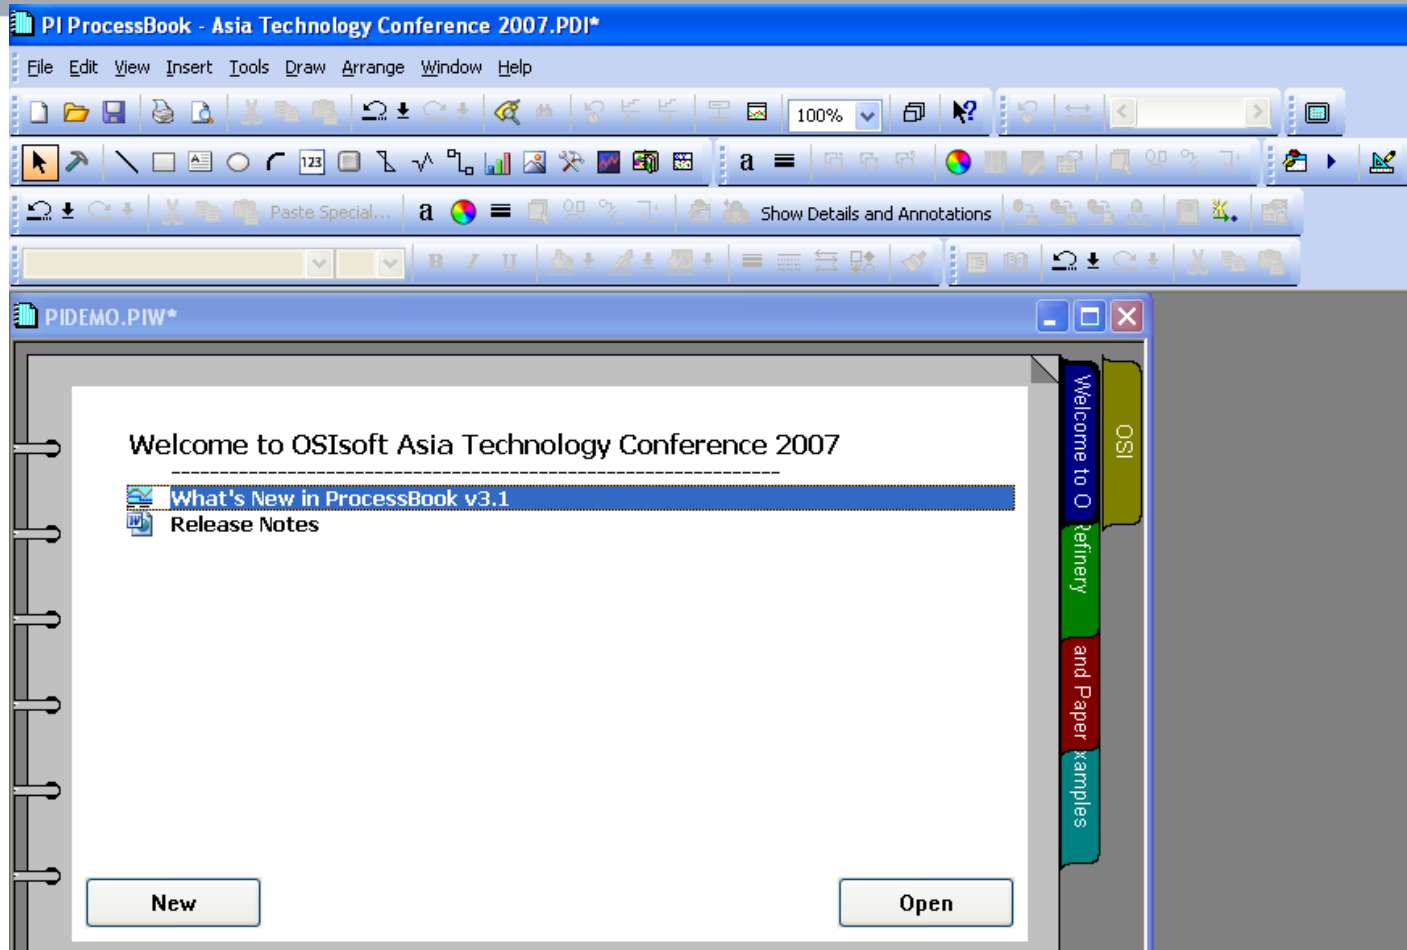 PI ProcessBook - Asia Technology Conference 2007.PDI*
File Edit View Insert Tools Draw Arrange Window Help
100%
123
a
Paste Special... a Show Details and Annotations
B I U
PIDEMO.PIW*
Welcome to OSIsoft Asia Technology Conference 2007
----------------------------------------------------------------
What's New in ProcessBook v3.1
Release Notes
New Open
Welcome to O
Refinery
and Paper
xamples
OSI